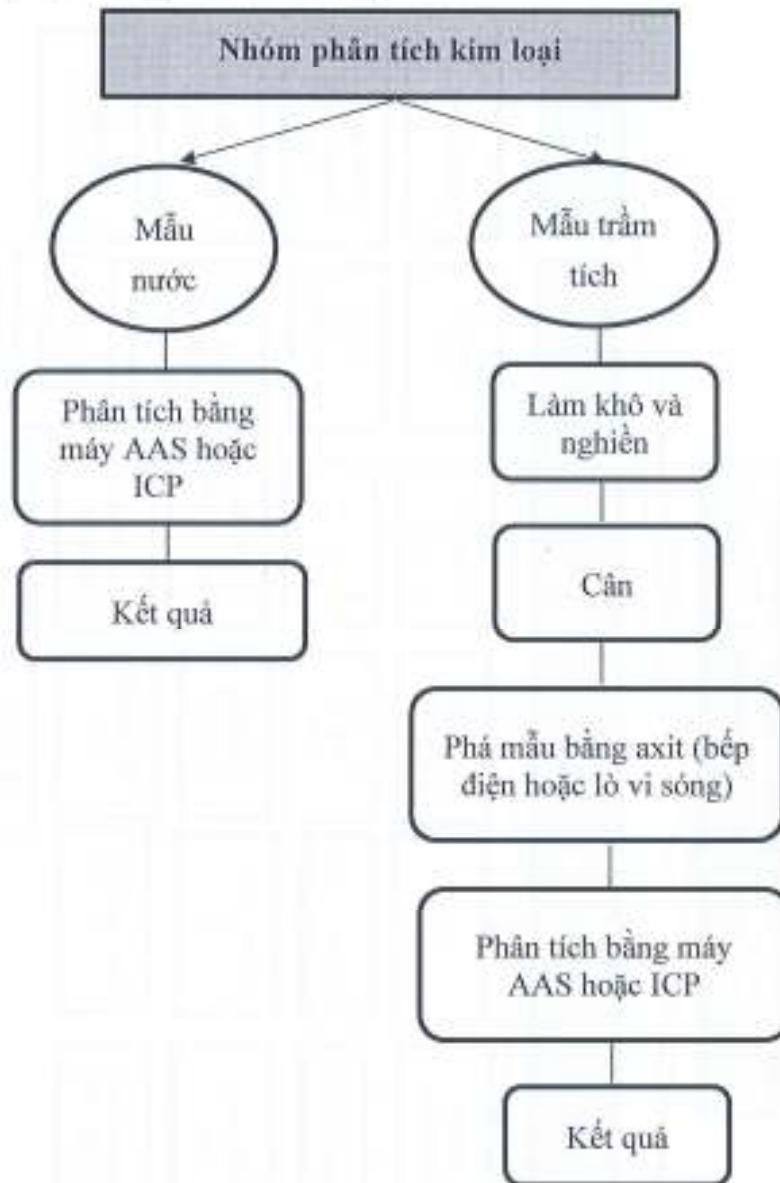 Nhóm phân tích kim loại
Mẫu
nước
Phân tích bằng
máy AAS hoặc
ICP
Kết quả
Mẫu trầm
tích
Làm khô và
nghiền
Cân
Phá mẫu bằng axit (bếp
điện hoặc lò vi sóng)
Phân tích bằng máy
AAS hoặc ICP
Kết quả